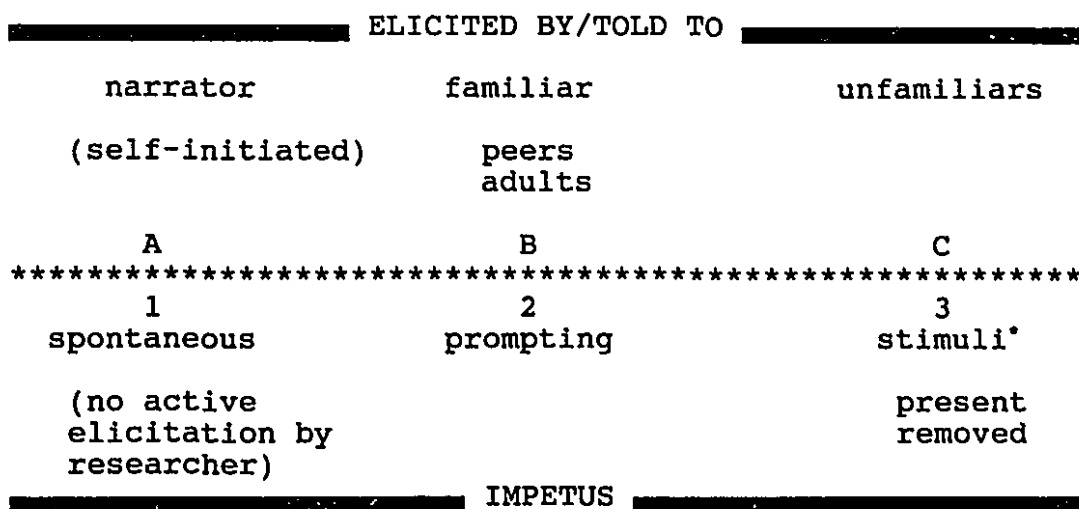 ELICITED BY/TOLD TO
narrator familiar unfamiliars
(self-initiated) peers
adults
A B C
********************************************************
1 2 3
spontaneous prompting stimuli*
(no active present
elicitation by removed
researcher)
IMPETUS